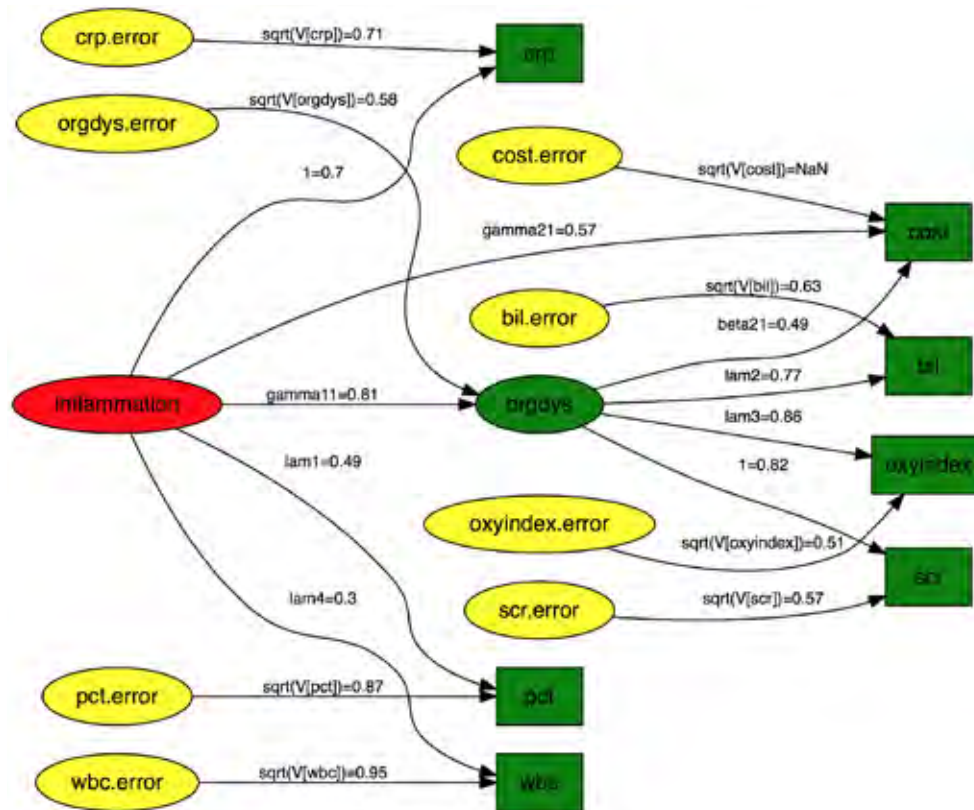 crp.error
sqrt(V[crp])=0.71
crp
orgdys.error
sqrt(V[orgdys])=0.58
cost.error
sqrt(V[cost])=NaN
1=0.7
cost
gamma21=0.57
bil.error
sqrt(V[bil])=0.63
beta21=0.49
bil
inflammation
gamma11=0.81
orgdys
lam2=0.77
lam3=0.86
oxyindex
lam1=0.49
1=0.82
oxyindex.error
sqrt(V[oxyindex])=0.51
scr
lam4=0.3
scr.error
sqrt(V[scr])=0.57
pct.error
sqrt(V[pct])=0.87
pct
wbc.error
sqrt(V[wbc])=0.95
wbc